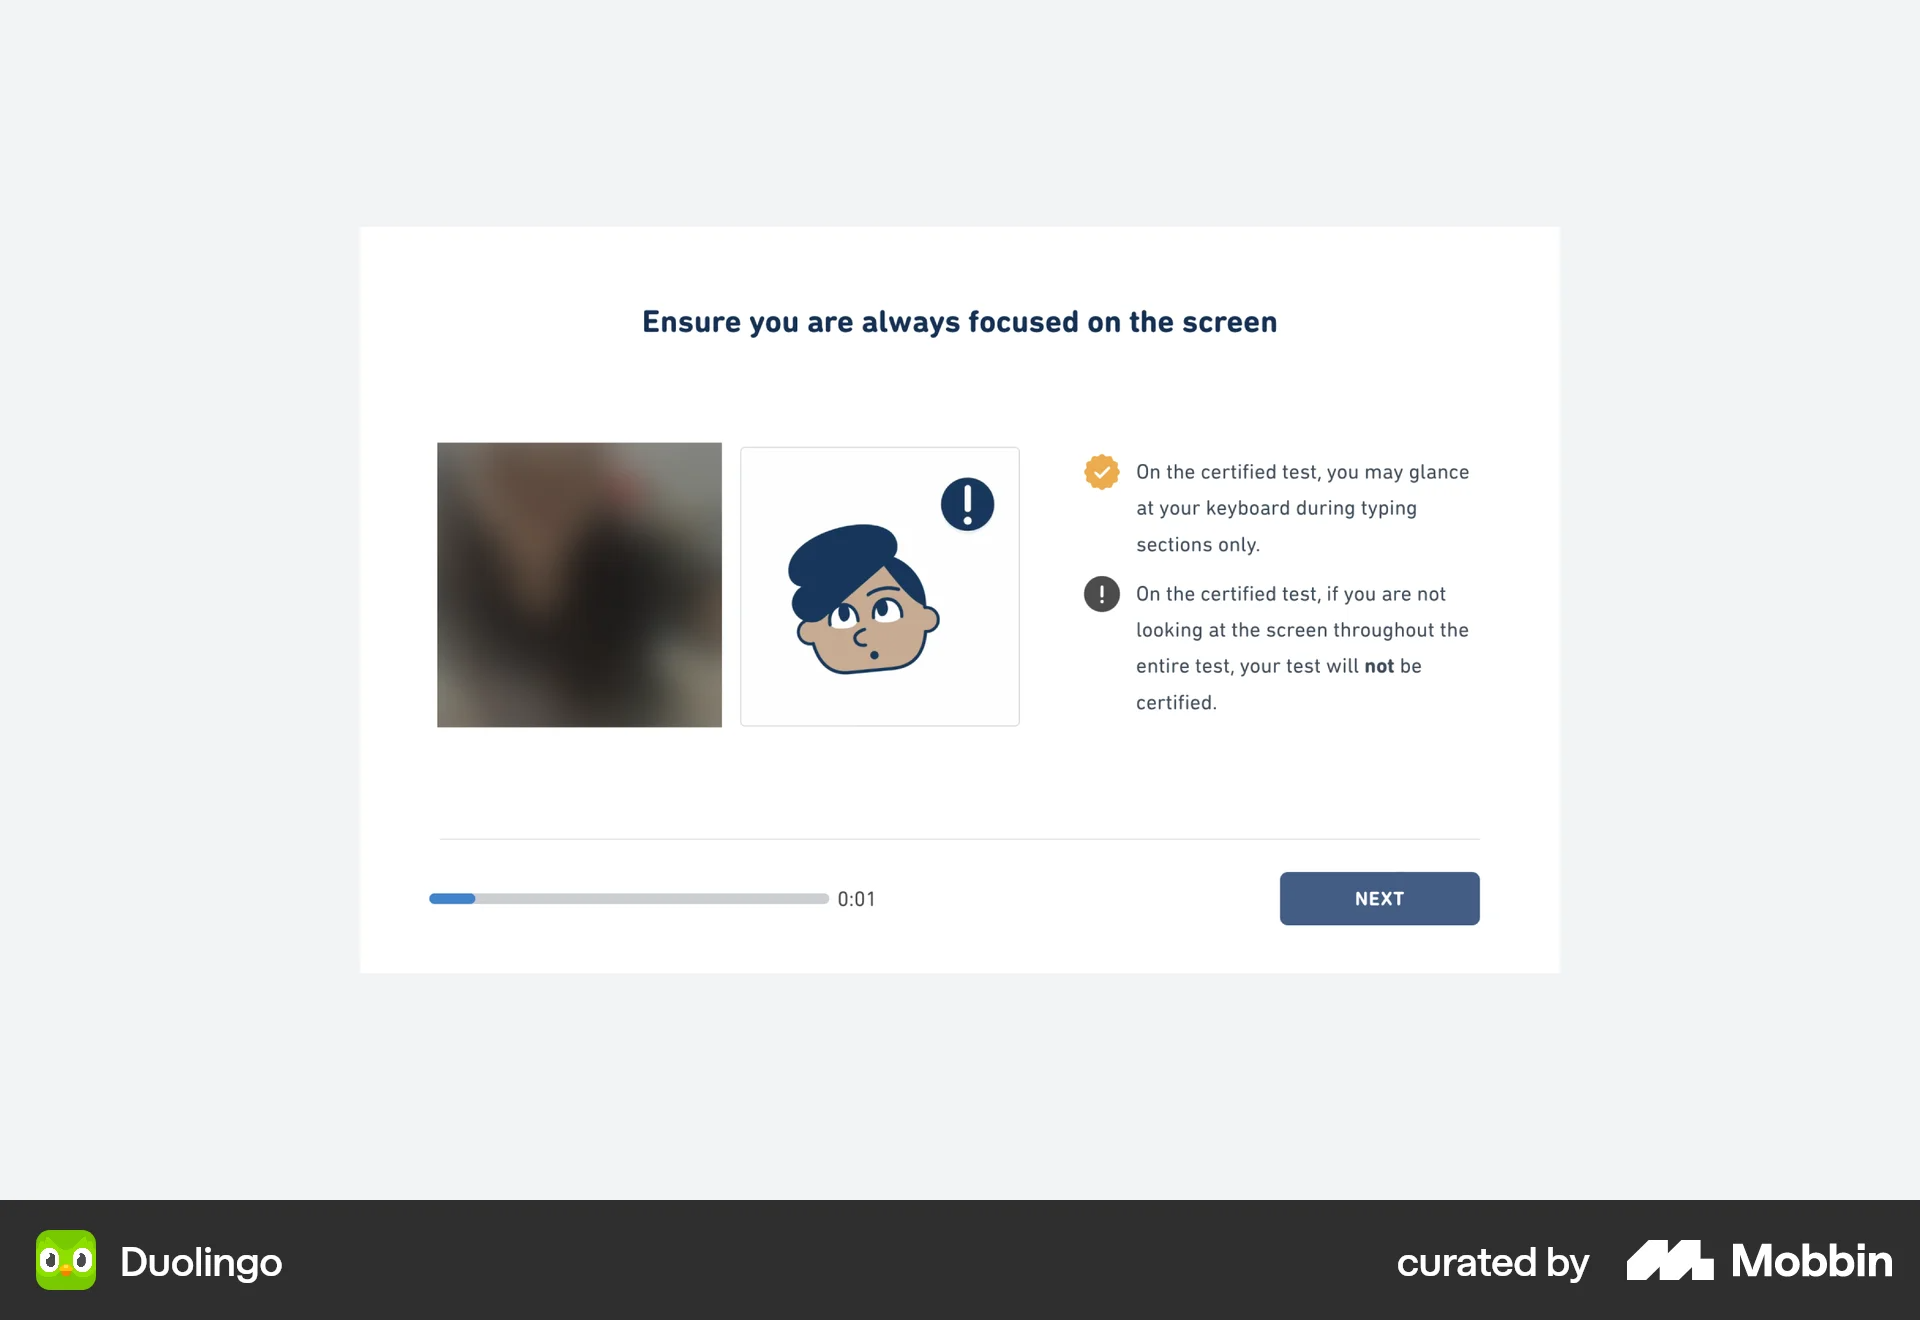 Ensure you are always focused on the screen
On the certified test, you may glance
at your keyboard during typing
sections only.
On the certified test, if you are not
looking at the screen throughout the
entire test, your test will not be
certified.
0:01
NEXT
Duolingo
curated by
Mobbin